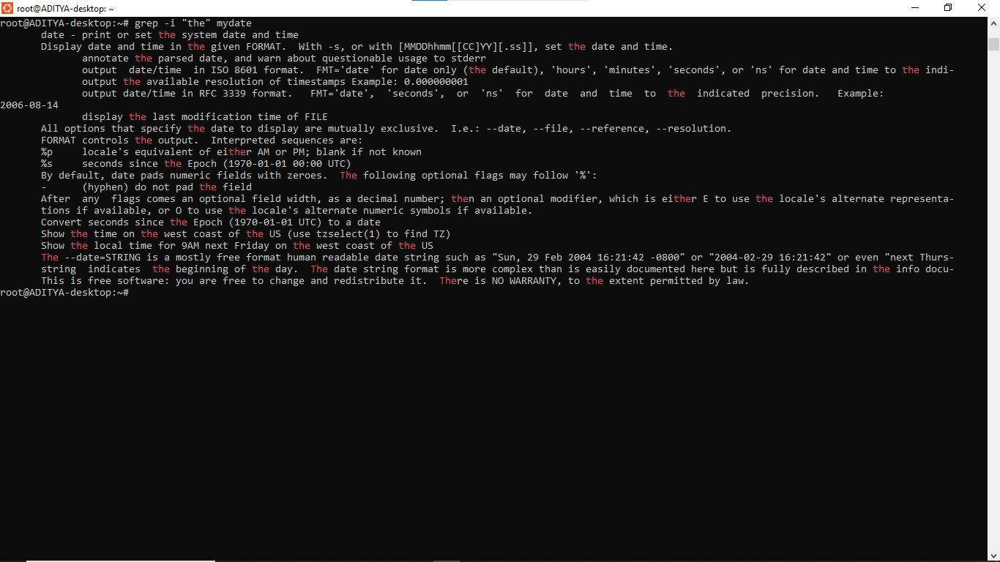 root@ADITYA-desktop: ~
root@ADITYA-desktop:~# grep -i "the" mydate
       date - print or set the system date and time
       Display date and time in the given FORMAT.  With -s, or with [MMDDhhmm[[CC]YY][.ss]], set the date and time.
              annotate the parsed date, and warn about questionable usage to stderr
              output  date/time  in ISO 8601 format.  FMT='date' for date only (the default), 'hours', 'minutes', 'seconds', or 'ns' for date and time to the indi-
              output the available resolution of timestamps Example: 0.000000001
              output date/time in RFC 3339 format.   FMT='date',  'seconds',  or  'ns'  for  date  and  time  to  the  indicated  precision.   Example:
2006-08-14
              display the last modification time of FILE
       All options that specify the date to display are mutually exclusive.  I.e.: --date, --file, --reference, --resolution.
       FORMAT controls the output.  Interpreted sequences are:
       %p     locale's equivalent of either AM or PM; blank if not known
       %s     seconds since the Epoch (1970-01-01 00:00 UTC)
       By default, date pads numeric fields with zeroes.  The following optional flags may follow '%':
       -      (hyphen) do not pad the field
       After  any  flags comes an optional field width, as a decimal number; then an optional modifier, which is either E to use the locale's alternate representa-
       tions if available, or O to use the locale's alternate numeric symbols if available.
       Convert seconds since the Epoch (1970-01-01 UTC) to a date
       Show the time on the west coast of the US (use tzselect(1) to find TZ)
       Show the local time for 9AM next Friday on the west coast of the US
       The --date=STRING is a mostly free format human readable date string such as "Sun, 29 Feb 2004 16:21:42 -0800" or "2004-02-29 16:21:42" or even "next Thurs-
       string  indicates  the beginning of the day.  The date string format is more complex than is easily documented here but is fully described in the info docu-
       This is free software: you are free to change and redistribute it.  There is NO WARRANTY, to the extent permitted by law.
root@ADITYA-desktop:~#